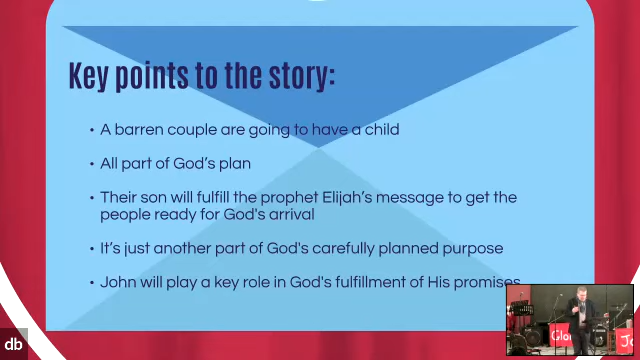 Key points to the story:
• A barren couple are going to have a child
• All part of God's plan
• Their son will fulfill the prophet Elijah's message to get the
people ready for God's arrival
• It's just another part of God's carefully planned purpose
• John will play a key role in God's fulfillment of His promises
db
Glo
Jo